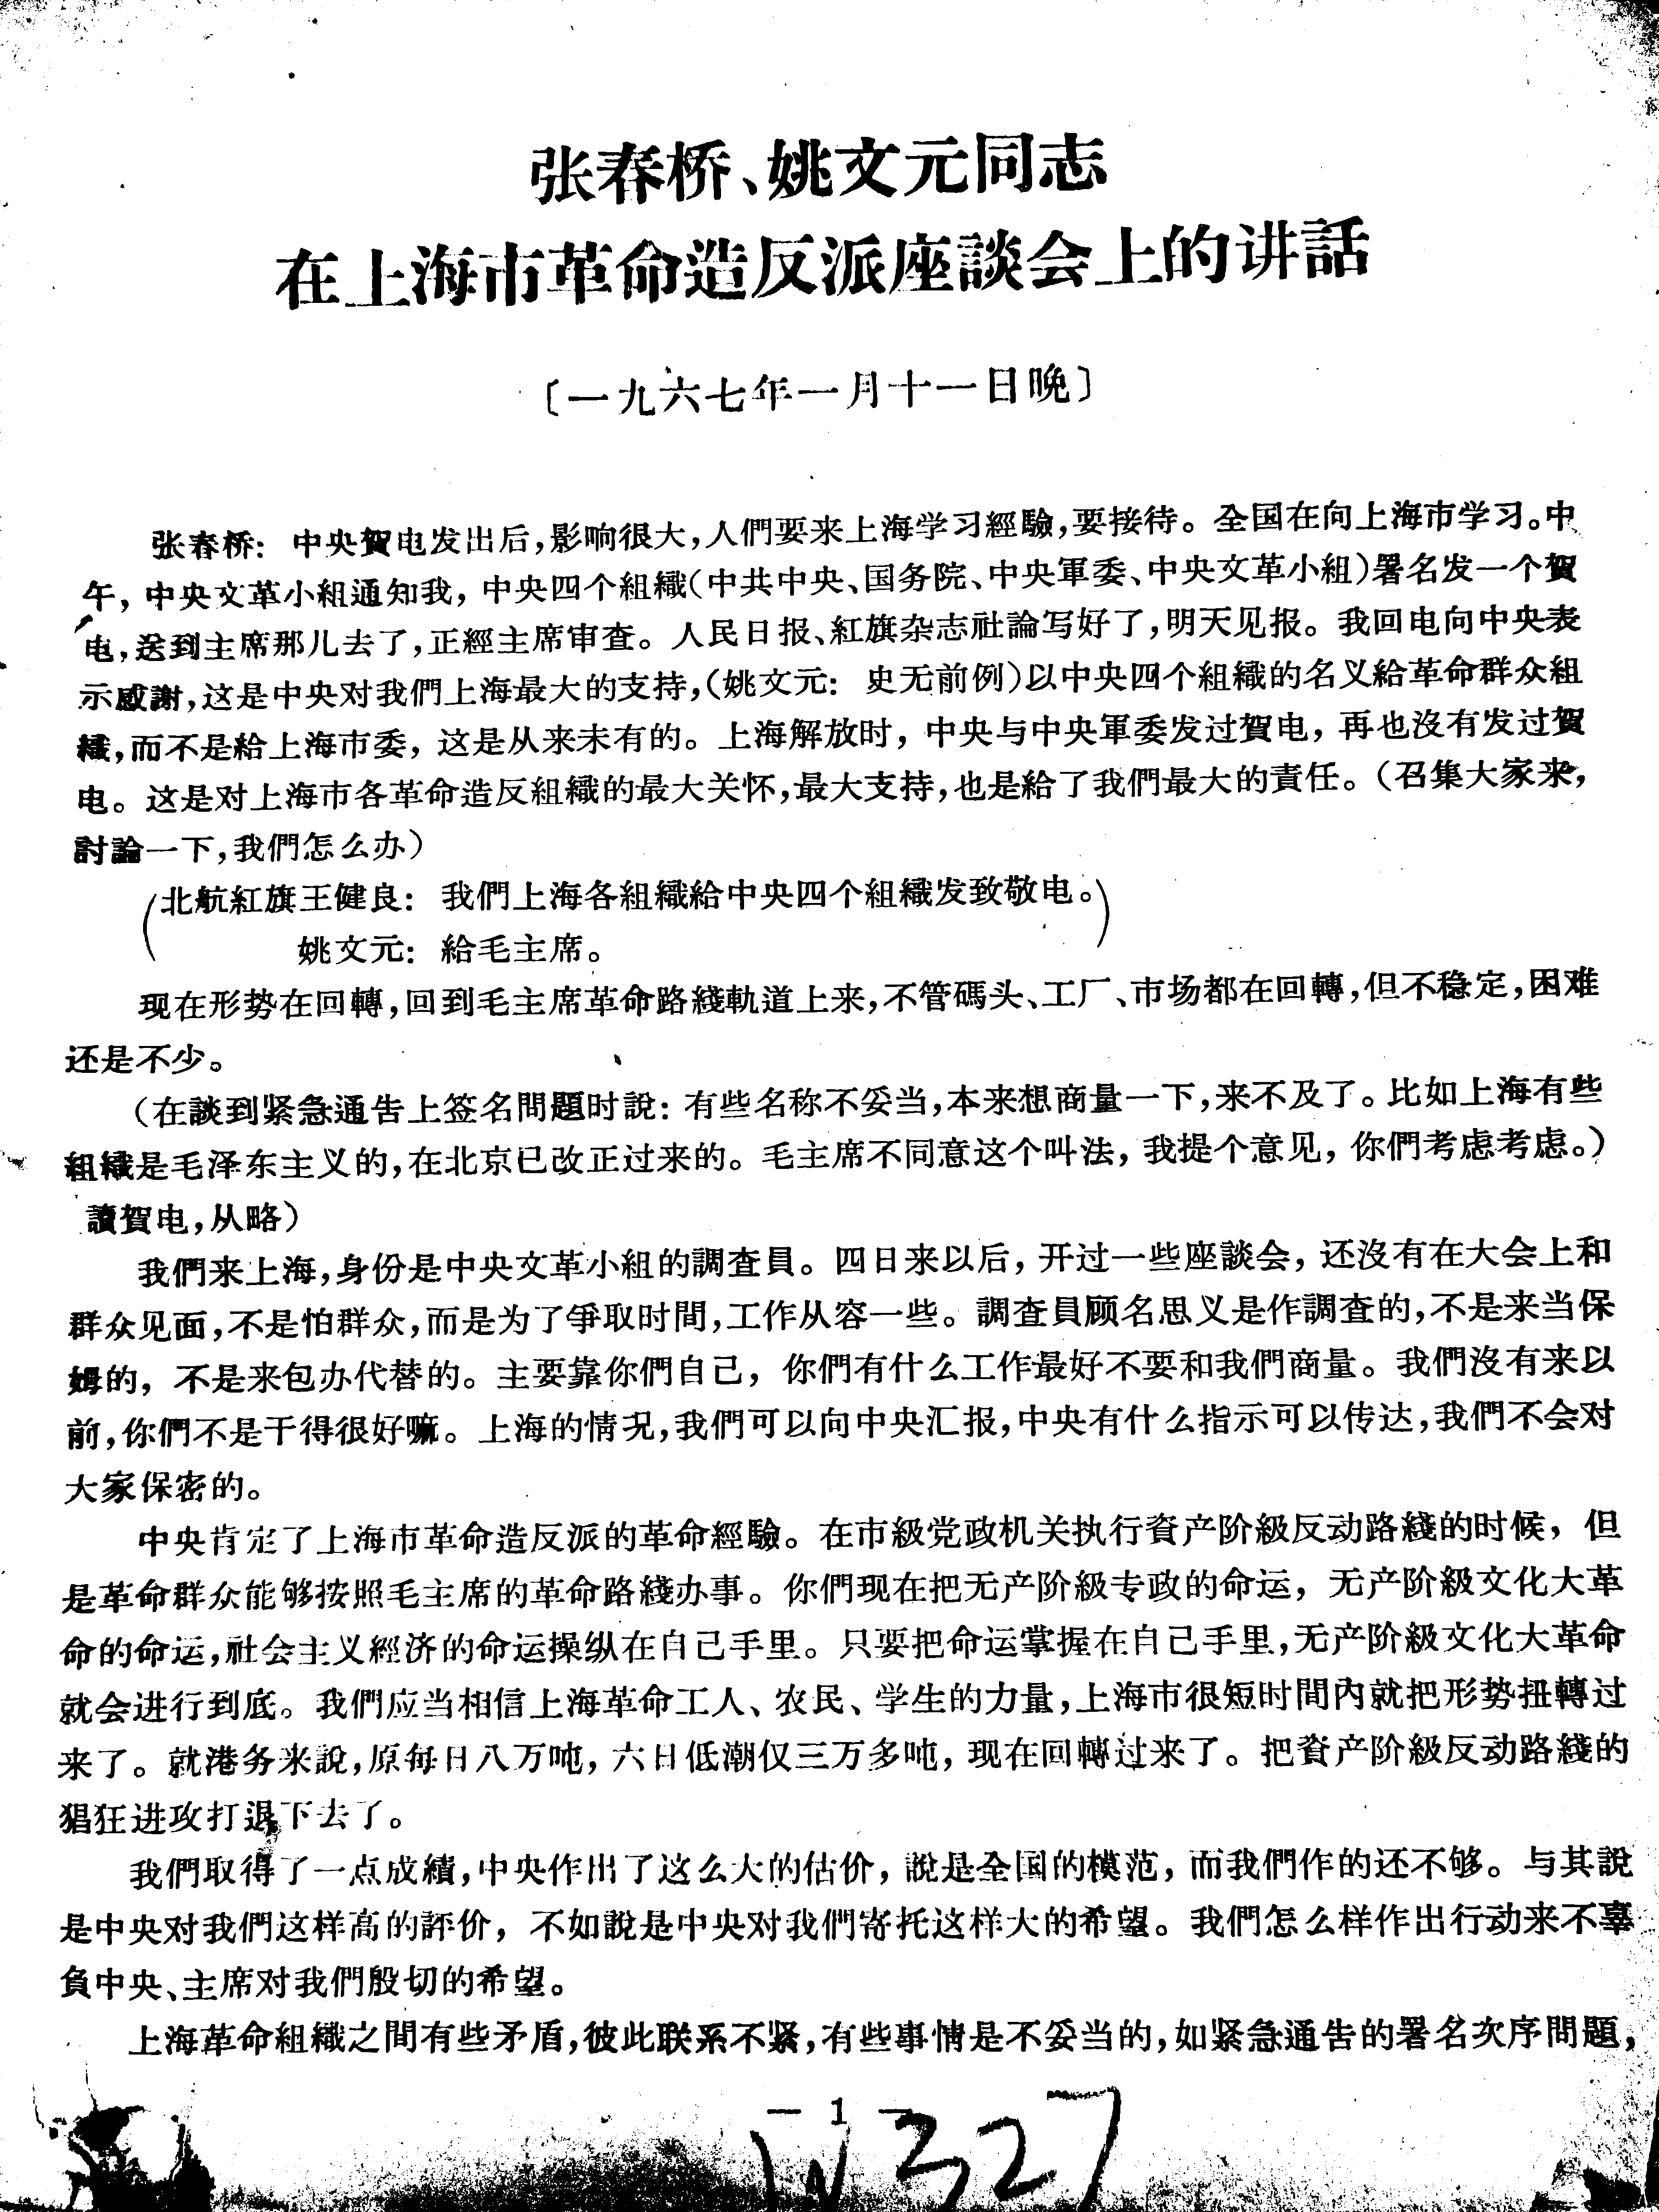 张春桥、姚文元同志
在上海市革命造反派座談会上的讲話
〔一九六七年一月十一日晚〕
张春桥：中央賀电发出后，影响很大，人們要来上海学习經驗，要接待。全国在向上海市学习。中
午，中央文革小組通知我，中央四个組織（中共中央、国务院、中央軍委、中央文革小組）署名发一个賀
电，送到主席那儿去了，正經主席审查。人民日报、紅旗杂志社論写好了，明天见报。我回电向中央表
示感謝，这是中央对我們上海最大的支持，（姚文元：史无前例）以中央四个組織的名义給革命群众組
織，而不是給上海市委，这是从来未有的。上海解放时，中央与中央軍委发过賀电，再也沒有发过賀
电。这是对上海市各革命造反組織的最大关怀，最大支持，也是給了我們最大的責任。（召集大家来，
討論一下，我們怎么办）
（北航紅旗王健良：我們上海各組織給中央四个組織发致敬电。）
姚文元：給毛主席。
现在形势在回轉，回到毛主席革命路綫軌道上来，不管碼头、工厂、市场都在回轉，但不稳定，困难
还是不少。
（在談到紧急通告上签名問題时說：有些名称不妥当，本来想商量一下，来不及了。比如上海有些
組織是毛泽东主义的，在北京已改正过来的。毛主席不同意这个叫法，我提个意见，你們考虑考虑。）
讀賀电，从略）
我們来上海，身份是中央文革小組的調查員。四日来以后，开过一些座談会，还沒有在大会上和
群众见面，不是怕群众，而是为了爭取时間，工作从容一些。調查員顾名思义是作調查的，不是来当保
姆的，不是来包办代替的。主要靠你們自己，你們有什么工作最好不要和我們商量。我們沒有来以
前，你們不是干得很好嘛。上海的情况，我們可以向中央汇报，中央有什么指示可以传达，我們不会对
大家保密的。
中央肯定了上海市革命造反派的革命經驗。在市級党政机关执行資产阶級反动路綫的时候，但
是革命群众能够按照毛主席的革命路綫办事。你們现在把无产阶級专政的命运，无产阶級文化大革
命的命运，社会主义經济的命运操纵在自己手里。只要把命运掌握在自己手里，无产阶級文化大革命
就会进行到底。我們应当相信上海革命工人、农民、学生的力量，上海市很短时間内就把形势扭轉过
来了。就港务来說，原每日八万吨，六日低潮仅三万多吨，现在回轉过来了。把資产阶級反动路綫的
猖狂进攻打退下去了。
我們取得了一点成績，中央作出了这么大的估价，說是全国的模范，而我們作的还不够。与其說
是中央对我們这样高的評价，不如說是中央对我們寄托这样大的希望。我們怎么样作出行动来不辜
負中央、主席对我們殷切的希望。
上海革命組織之間有些矛盾，彼此联系不紧，有些事情是不妥当的，如紧急通告的署名次序問題，
— 1 —
W327